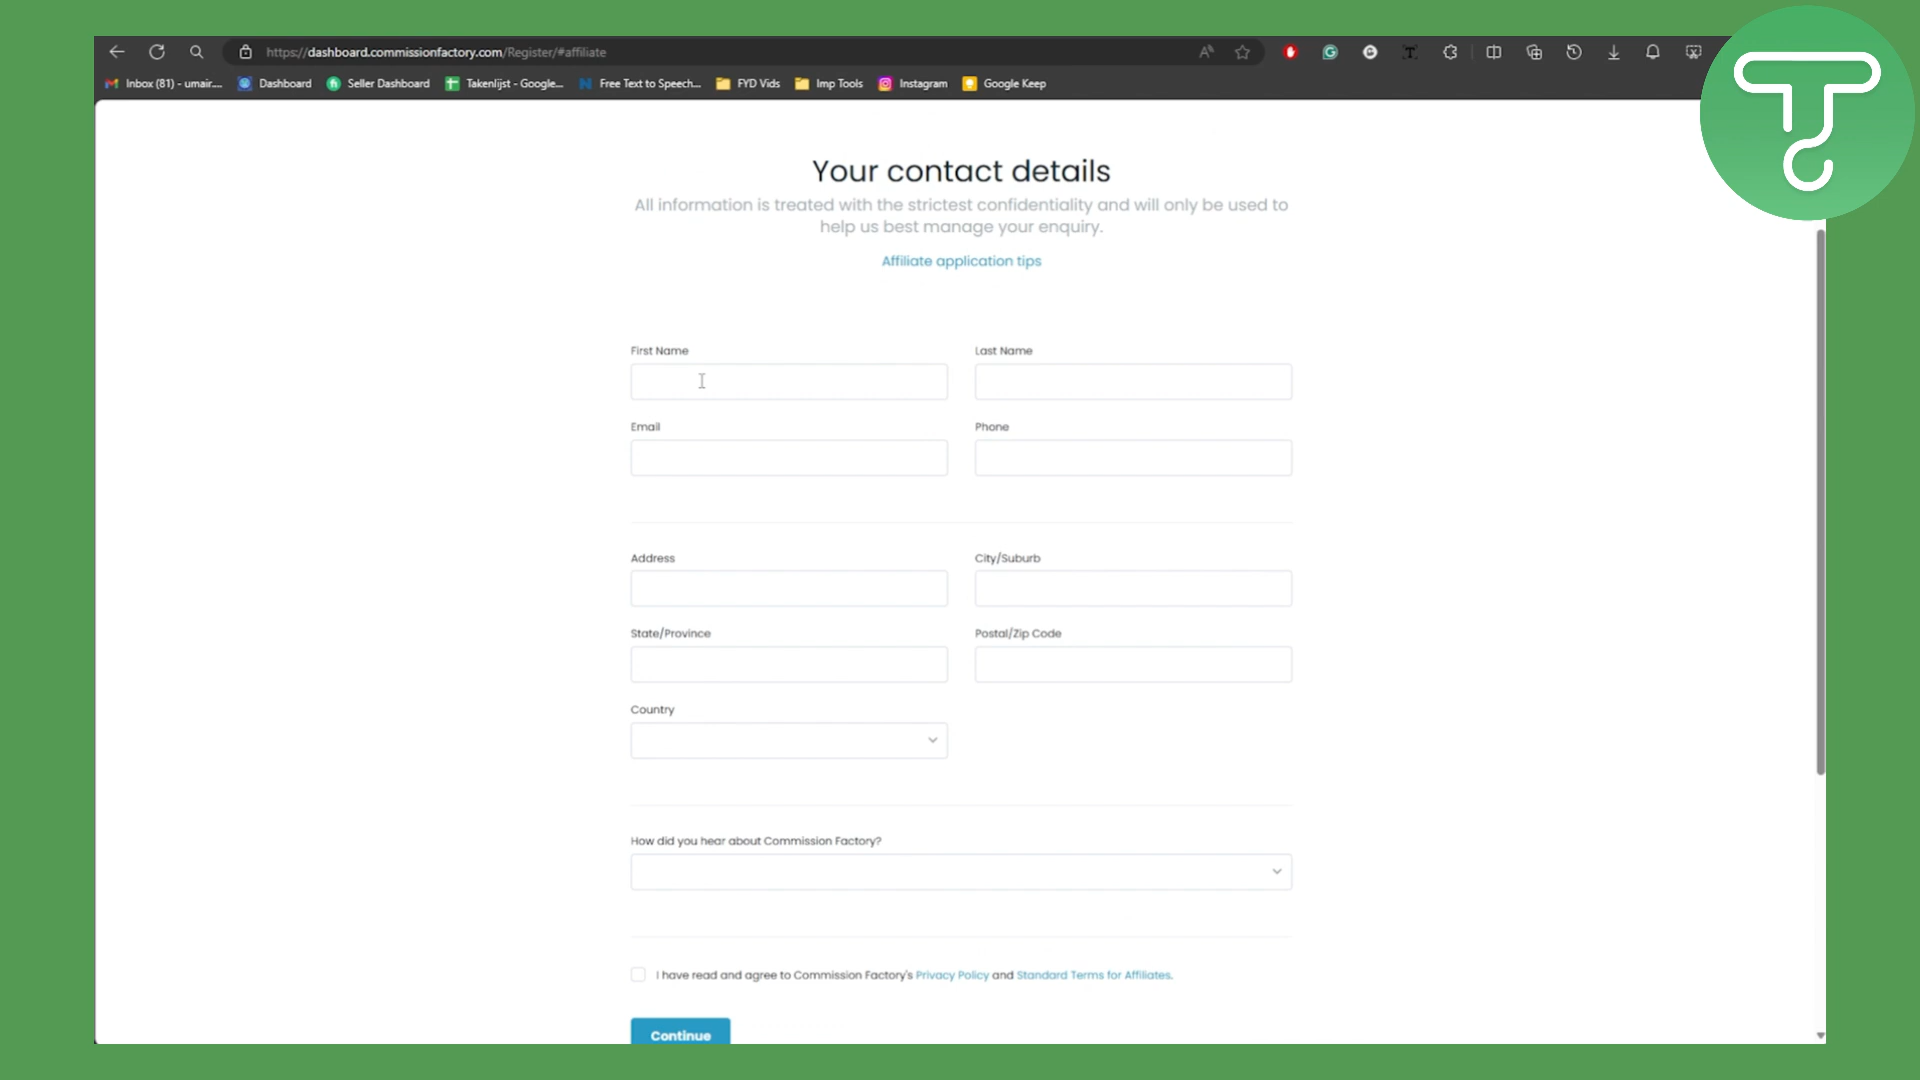 https://dashboard.commissionfactory.com/Register/#affiliate
Inbox (81) - umair.... Dashboard Seller Dashboard Takenlijst - Google... Free Text to Speech... FYD Vids Imp Tools Instagram Google Keep
Your contact details
All information is treated with the strictest confidentiality and will only be used to
help us best manage your enquiry.
Affiliate application tips
First Name Last Name
Email Phone
Address City/Suburb
State/Province Postal/Zip Code
Country
How did you hear about Commission Factory?
I have read and agree to Commission Factory's Privacy Policy and Standard Terms for Affiliates.
Continue